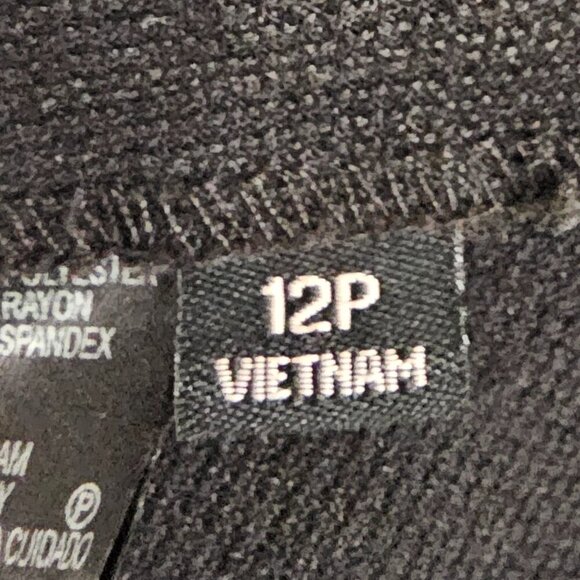 12P
VIETNAM
RAYON
SPANDEX
P
CUIDADO